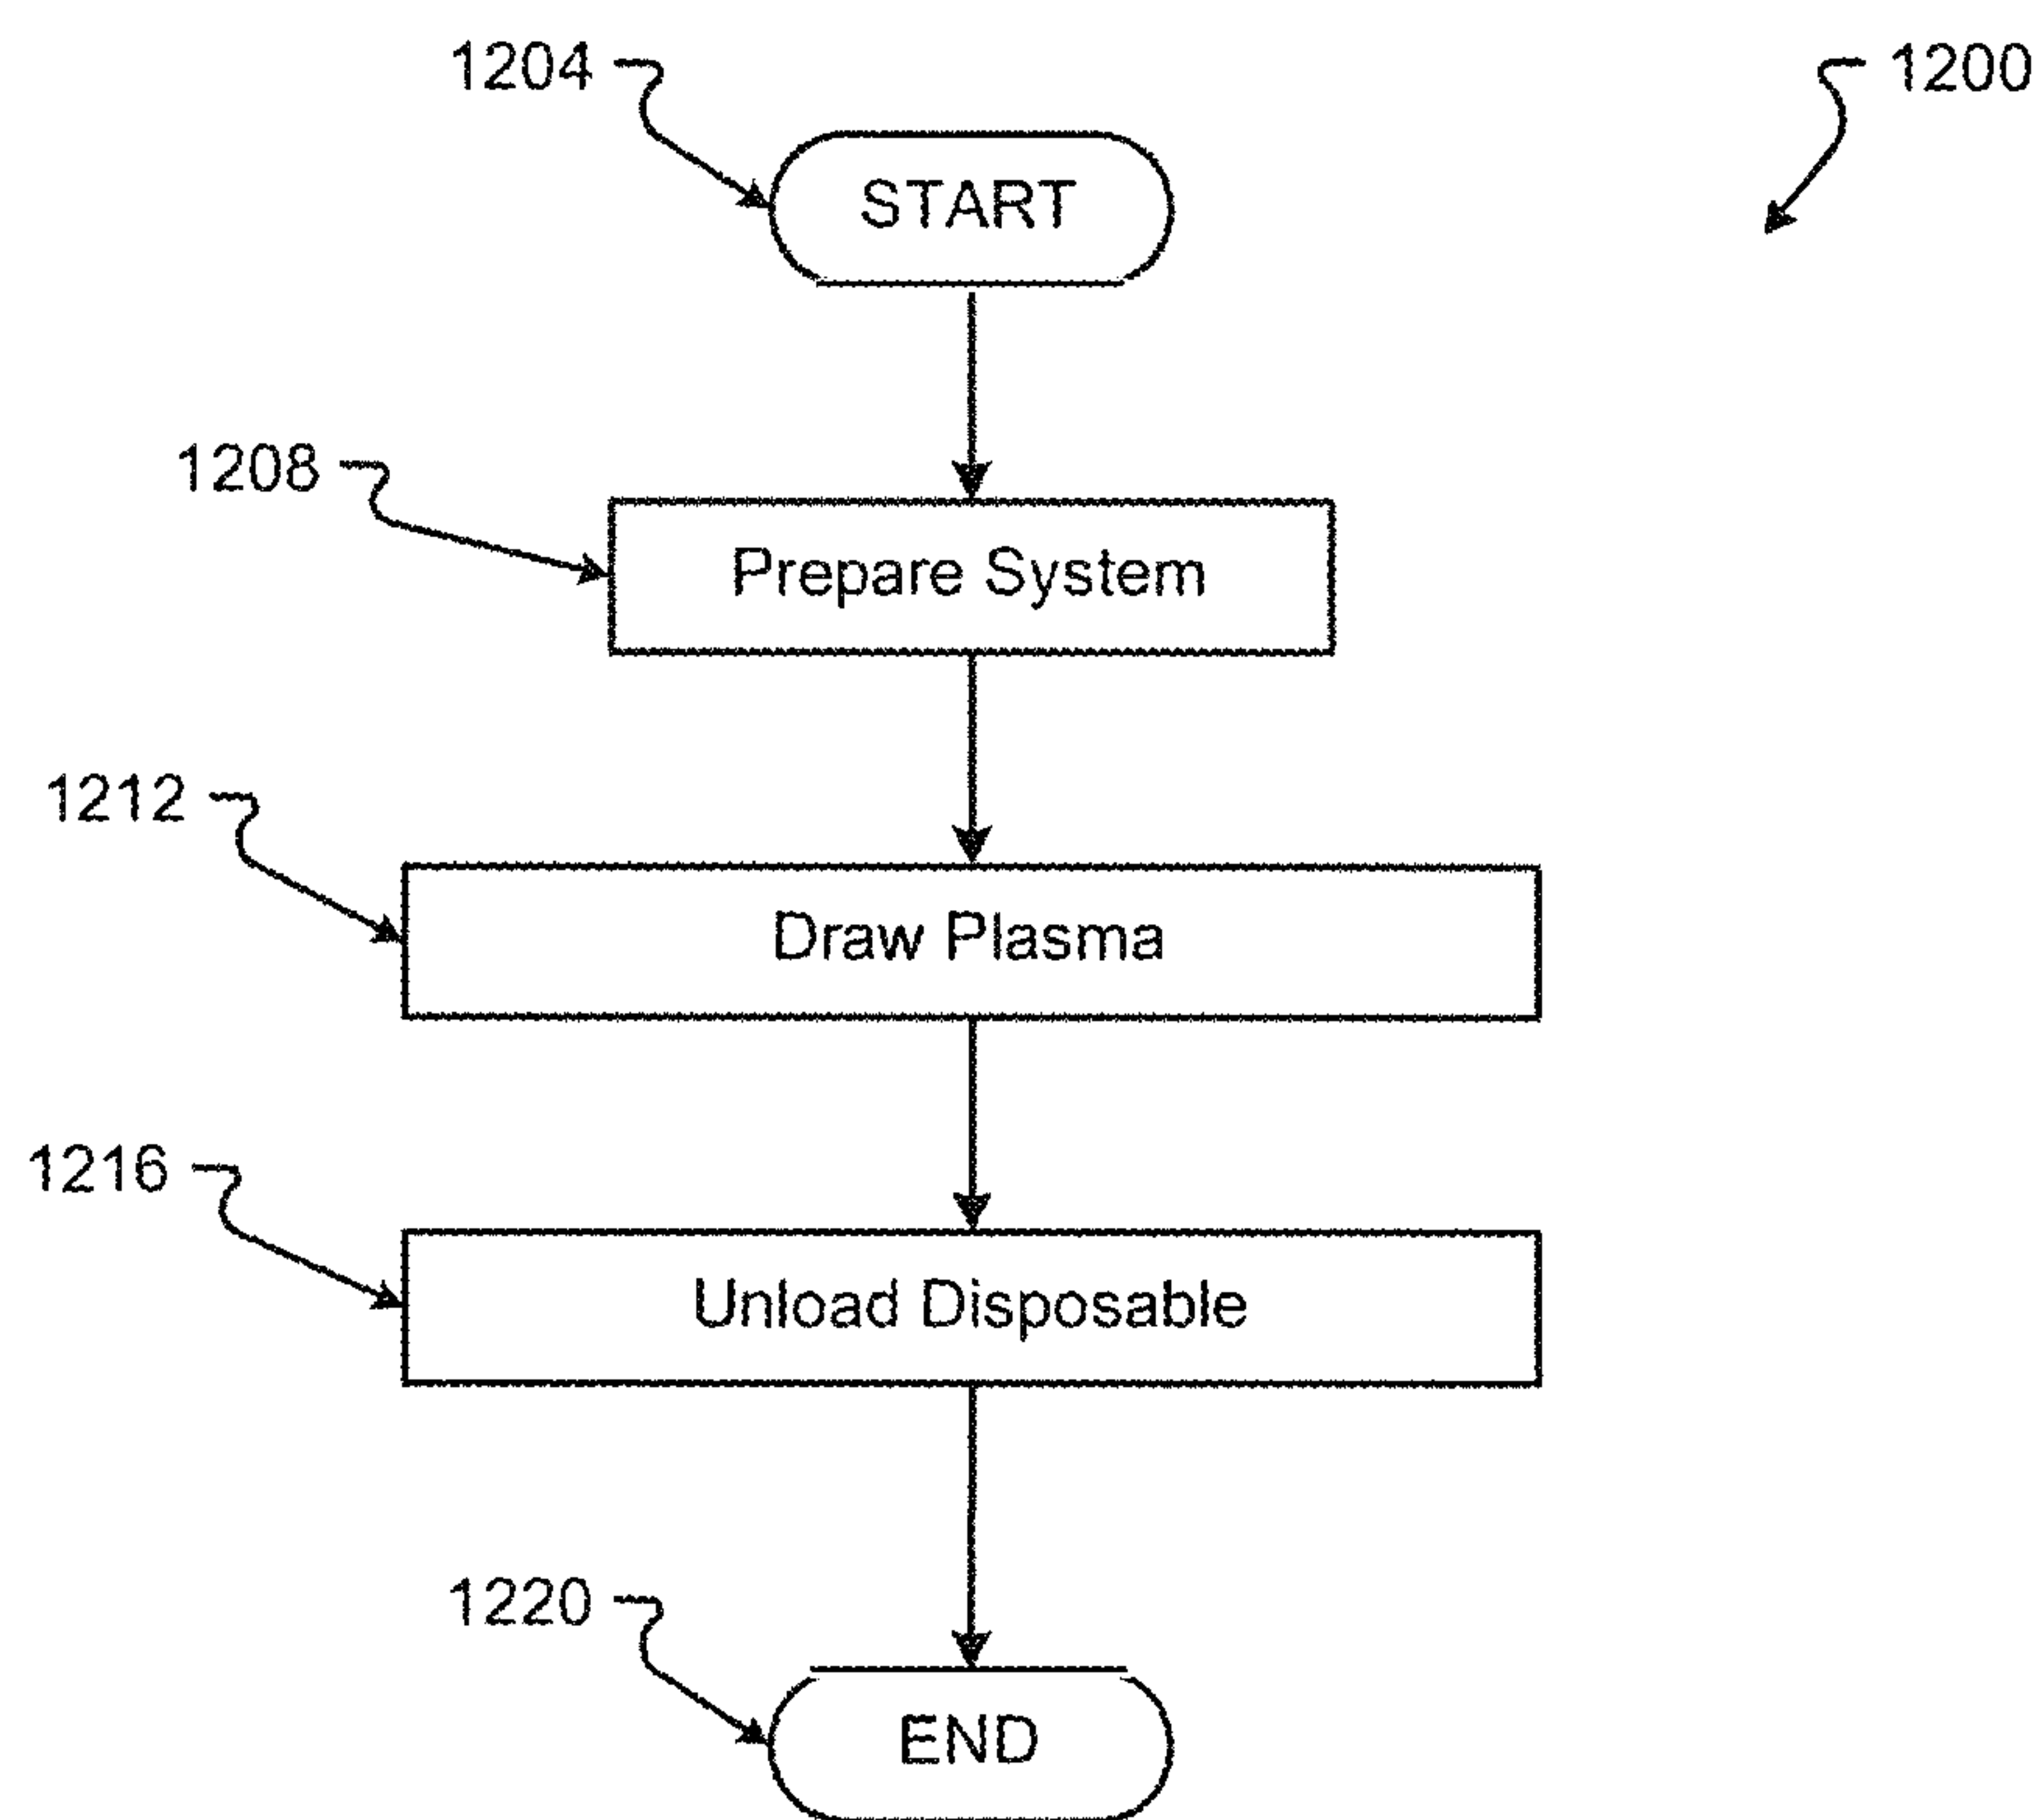 1204
1200
START
1208
Prepare System
1212
Draw Plasma
1216
Unload Disposable
1220
END